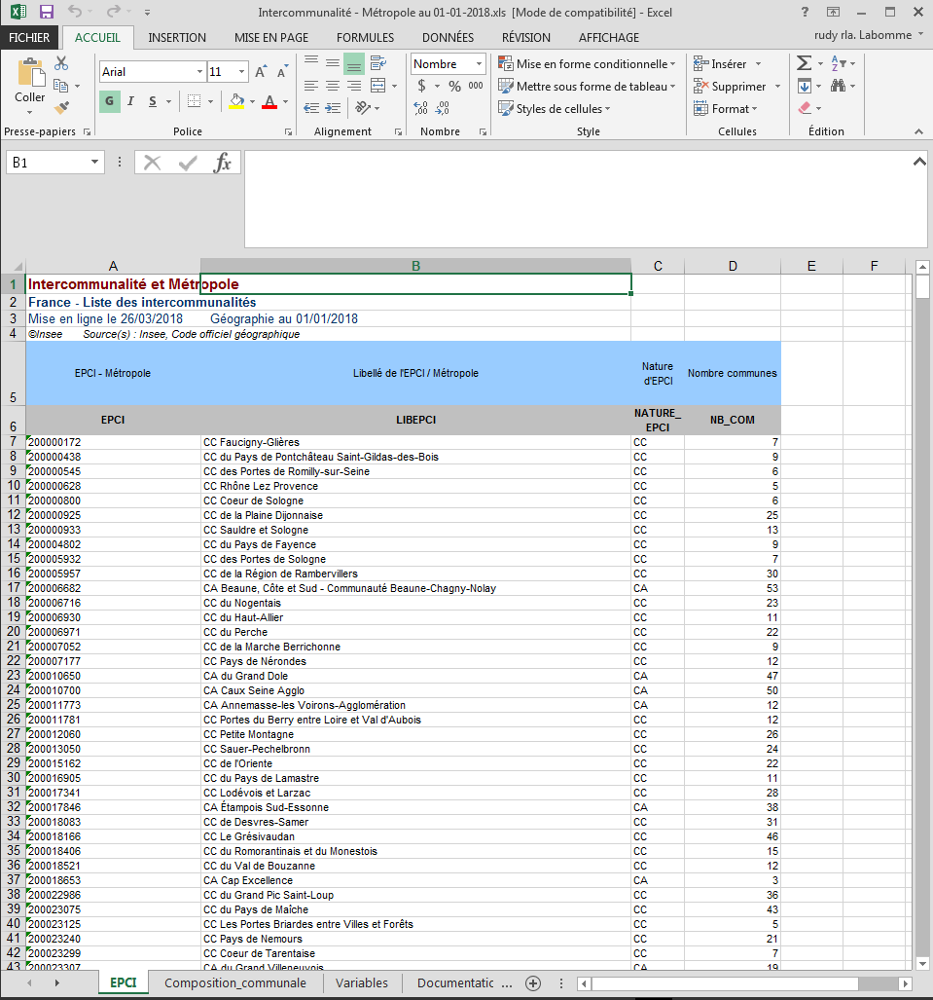 Intercommunalité - Métropole au 01-01-2018.xls [Mode de compatibilité] - Excel
FICHIER ACCUEIL INSERTION MISE EN PAGE FORMULES DONNÉES RÉVISION AFFICHAGE rudy rla. Labomme
Coller Arial 11 Nombre Mise en forme conditionnelle Insérer
G I S % 000 Mettre sous forme de tableau Supprimer
Styles de cellules Format
Presse-papiers Police Alignement Nombre Style Cellules Édition
B1 fx
A B C D E F
1 Intercommunalité et Métropole
2 France - Liste des intercommunalités
3 Mise en ligne le 26/03/2018 Géographie au 01/01/2018
4 ©Insee Source(s) : Insee, Code officiel géographique
5 EPCI - Métropole Libellé de l'EPCI / Métropole Nature d'EPCI Nombre communes
6 EPCI LIBEPCI NATURE_EPCI NB_COM
7 200000172 CC Faucigny-Glières CC 7
8 200000438 CC du Pays de Pontchâteau Saint-Gildas-des-Bois CC 9
9 200000545 CC des Portes de Romilly-sur-Seine CC 6
10 200000628 CC Rhône Lez Provence CC 5
11 200000800 CC Coeur de Sologne CC 6
12 200000925 CC de la Plaine Dijonnaise CC 25
13 200000933 CC Sauldre et Sologne CC 13
14 200004802 CC du Pays de Fayence CC 9
15 200005932 CC des Portes de Sologne CC 7
16 200005957 CC de la Région de Rambervillers CC 30
17 200006682 CA Beaune, Côte et Sud - Communauté Beaune-Chagny-Nolay CA 53
18 200006716 CC du Nogentais CC 23
19 200006930 CC du Haut-Allier CC 11
20 200006971 CC du Perche CC 22
21 200007052 CC de la Marche Berrichonne CC 9
22 200007177 CC Pays de Nérondes CC 12
23 200010650 CA du Grand Dole CA 47
24 200010700 CA Caux Seine Agglo CA 50
25 200011773 CA Annemasse-les Voirons-Agglomération CA 12
26 200011781 CC Portes du Berry entre Loire et Val d'Aubois CC 12
27 200012060 CC Petite Montagne CC 26
28 200013050 CC Sauer-Pechelbronn CC 24
29 200015162 CC de l'Oriente CC 22
30 200016905 CC du Pays de Lamastre CC 11
31 200017341 CC Lodévois et Larzac CC 28
32 200017846 CA Étampois Sud-Essonne CA 38
33 200018083 CC de Desvres-Samer CC 31
34 200018166 CC Le Grésivaudan CC 46
35 200018406 CC du Romorantinais et du Monestois CC 15
36 200018521 CC du Val de Bouzanne CC 12
37 200018653 CA Cap Excellence CA 3
38 200022986 CC du Grand Pic Saint-Loup CC 36
39 200023075 CC du Pays de Maîche CC 43
40 200023125 CC Les Portes Briardes entre Villes et Forêts CC 5
41 200023240 CC Pays de Nemours CC 21
42 200023299 CC Coeur de Tarentaise CC 7
43 200023307 CA du Grand Villeneuvois CA 19
EPCI Composition_communale Variables Documentatic ...